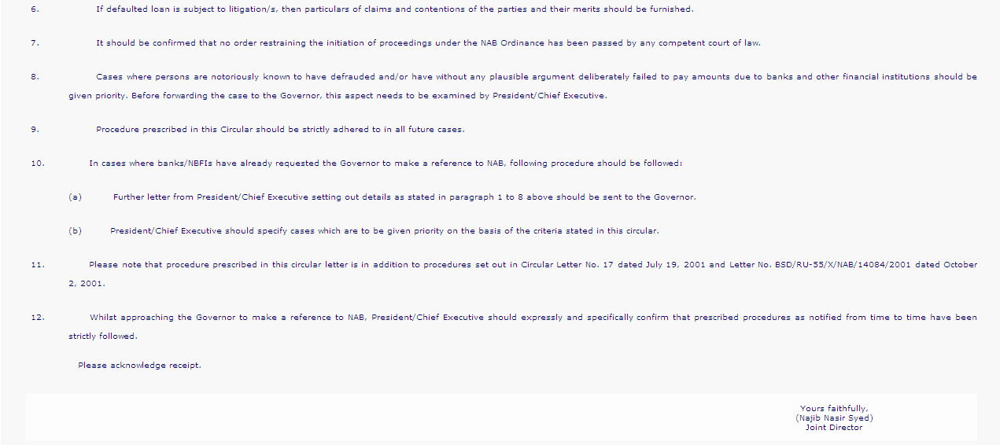 6. If defaulted loan is subject to litigation/s, then particulars of claims and contentions of the parties and their merits should be furnished.
7. It should be confirmed that no order restraining the initiation of proceedings under the NAB Ordinance has been passed by any competent court of law.
8. Cases where persons are notoriously known to have defrauded and/or have without any plausible argument deliberately failed to pay amounts due to banks and other financial institutions should be
given priority. Before forwarding the case to the Governor, this aspect needs to be examined by President/Chief Executive.
9. Procedure prescribed in this Circular should be strictly adhered to in all future cases.
10. In cases where banks/NBFIs have already requested the Governor to make a reference to NAB, following procedure should be followed:
(a) Further letter from President/Chief Executive setting out details as stated in paragraph 1 to 8 above should be sent to the Governor.
(b) President/Chief Executive should specify cases which are to be given priority on the basis of the criteria stated in this circular.
11. Please note that procedure prescribed in this circular letter is in addition to procedures set out in Circular Letter No. 17 dated July 19, 2001 and Letter No. BSD/RU-55/X/NAB/14084/2001 dated October
2, 2001.
12. Whilst approaching the Governor to make a reference to NAB, President/Chief Executive should expressly and specifically confirm that prescribed procedures as notified from time to time have been
strictly followed.
Please acknowledge receipt.
Yours faithfully,
(Najib Nasir Syed)
Joint Director